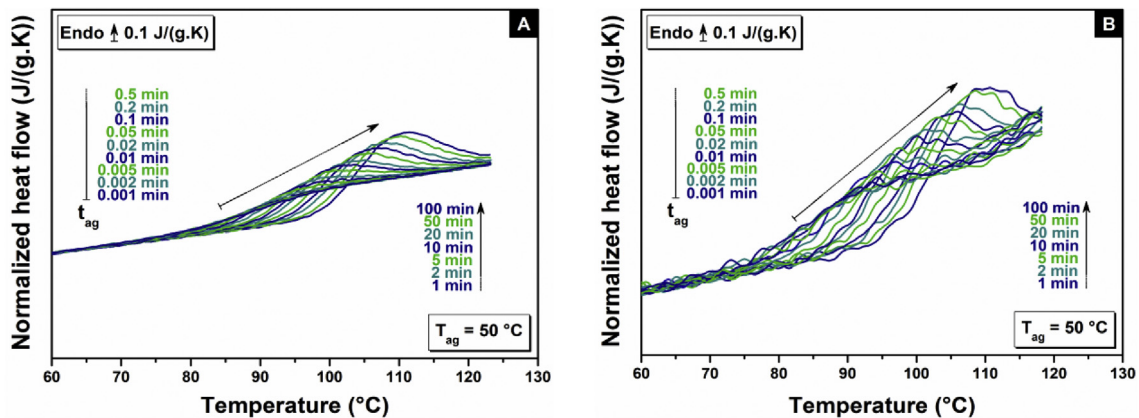 Normalized heat flow (J/(g.K))
Endo 0.1 J/(g.K)
A
0.5 min
0.2 min
0.1 min
0.05 min
0.02 min
0.01 min
0.005 min
0.002 min
0.001 min
tag
100 min
50 min
20 min
10 min
5 min
2 min
1 min
Tag = 50 °C
60 70 80 90 100 110 120 130
Temperature (°C)
Normalized heat flow (J/(g.K))
Endo 0.1 J/(g.K)
B
0.5 min
0.2 min
0.1 min
0.05 min
0.02 min
0.01 min
0.005 min
0.002 min
0.001 min
tag
100 min
50 min
20 min
10 min
5 min
2 min
1 min
Tag = 50 °C
60 70 80 90 100 110 120 130
Temperature (°C)